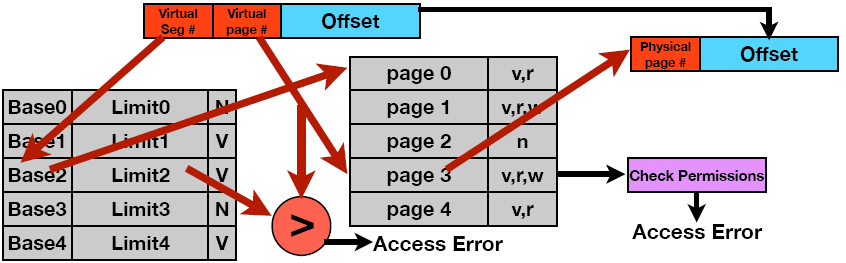 Virtual Seg #
Virtual page #
Offset
Physical page #
Offset
Base0 Limit0 N
Base1 Limit1 V
Base2 Limit2 V
Base3 Limit3 N
Base4 Limit4 V
page 0 v,r
page 1 v,r,w
page 2 n
page 3 v,r,w
page 4 v,r
>
Access Error
Check Permissions
Access Error